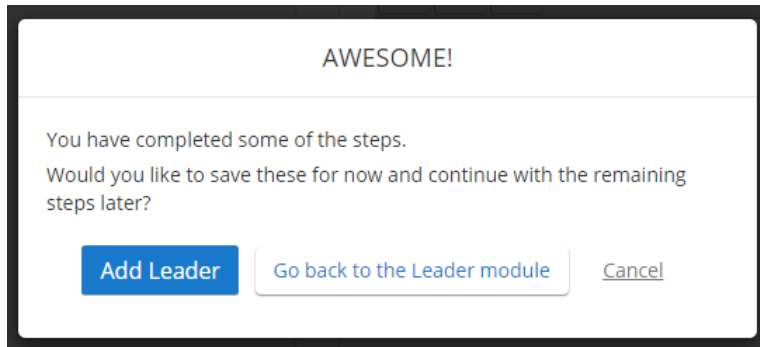 AWESOME!
You have completed some of the steps.
Would you like to save these for now and continue with the remaining
steps later?
Add Leader
Go back to the Leader module
Cancel